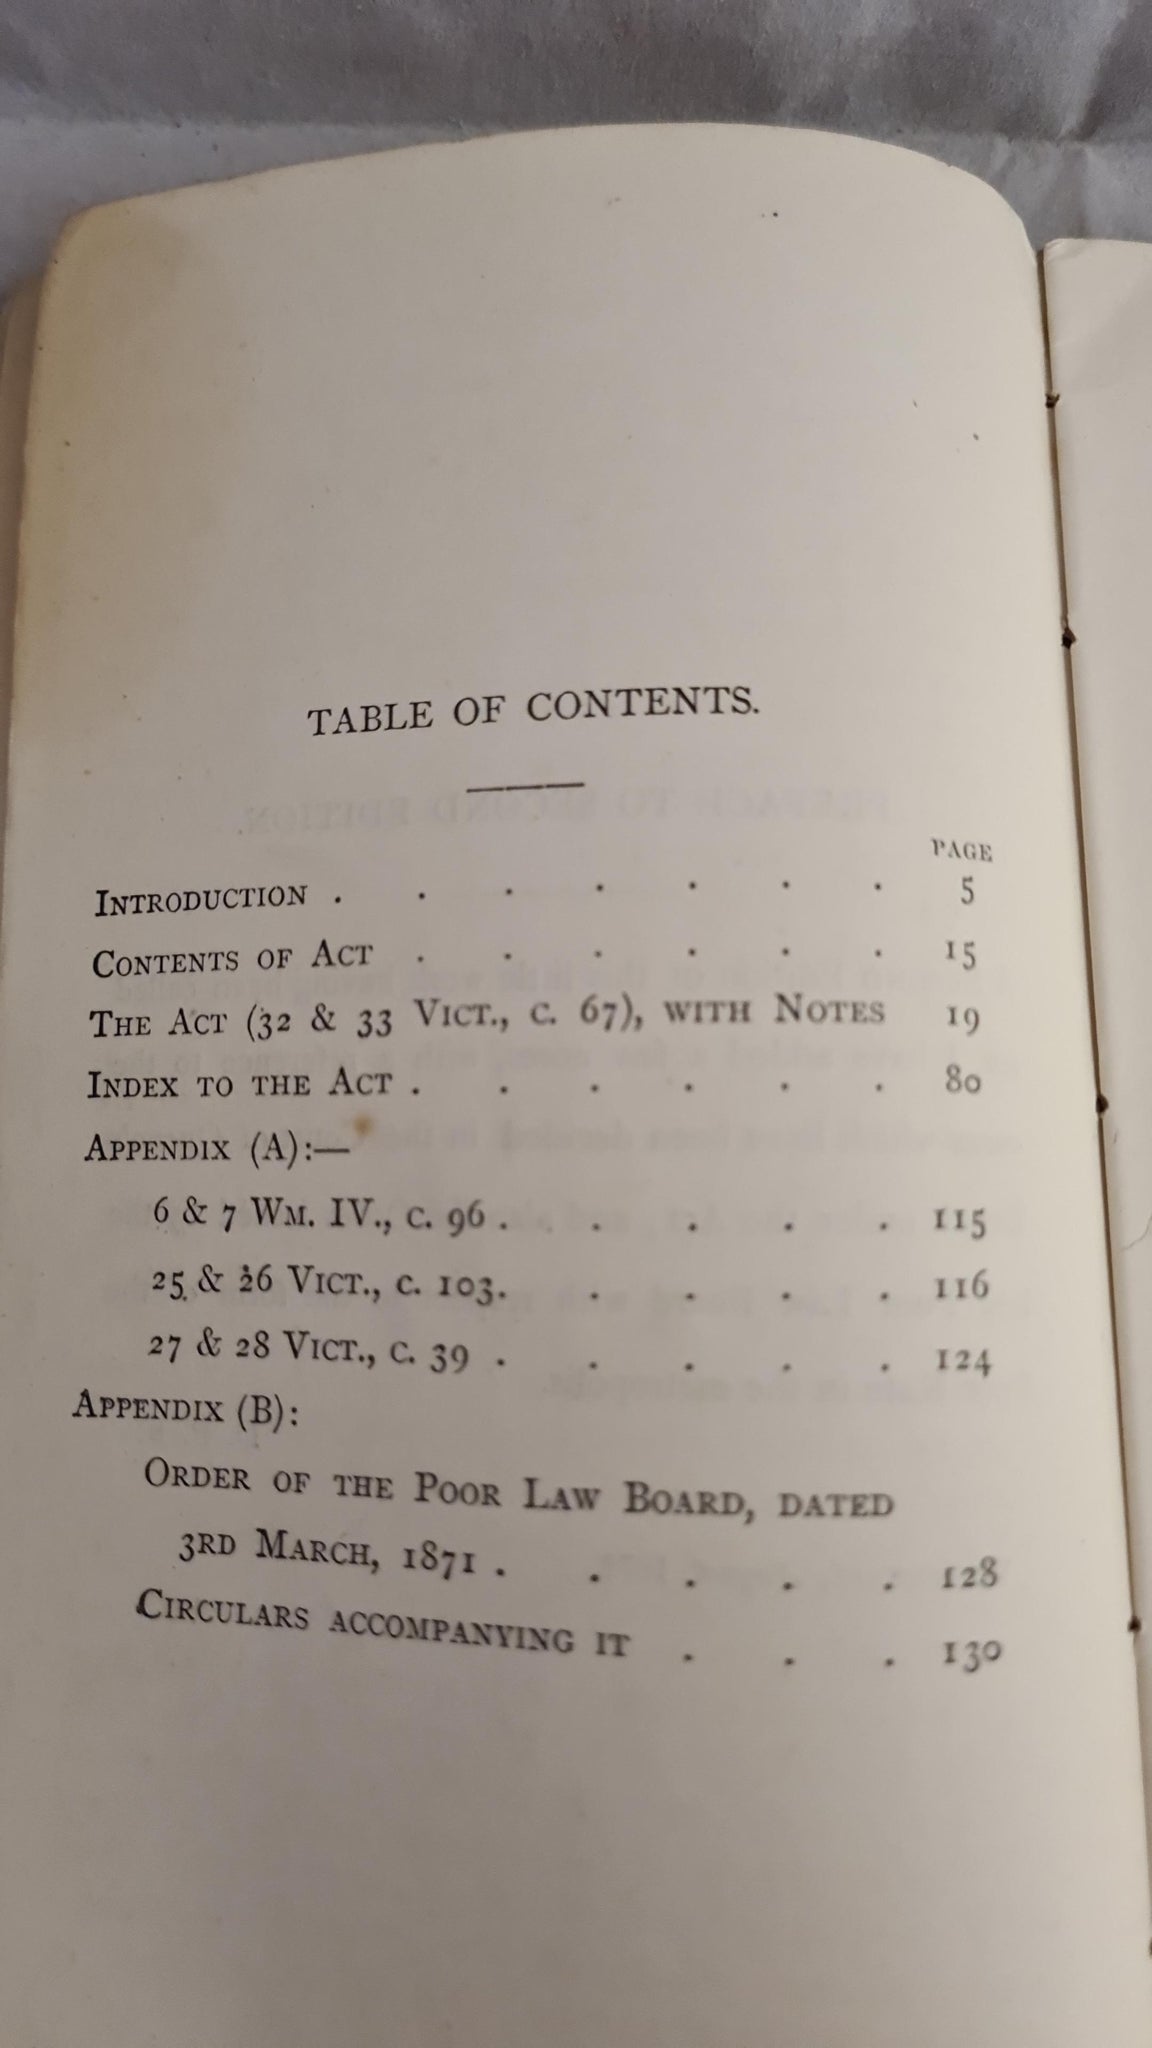 TABLE OF CONTENTS.
PAGE
INTRODUCTION . . . . . . . 5
CONTENTS OF ACT . . . . . . 15
THE ACT (32 & 33 VICT., C. 67), WITH NOTES 19
INDEX TO THE ACT . . . . . . 80
APPENDIX (A):—
6 & 7 WM. IV., C. 96 . . . . . 115
25 & 26 VICT., C. 103. . . . . 116
27 & 28 VICT., C. 39 . . . . . 124
APPENDIX (B):
ORDER OF THE POOR LAW BOARD, DATED
3RD MARCH, 1871 . . . . . 128
CIRCULARS ACCOMPANYING IT . . . 130